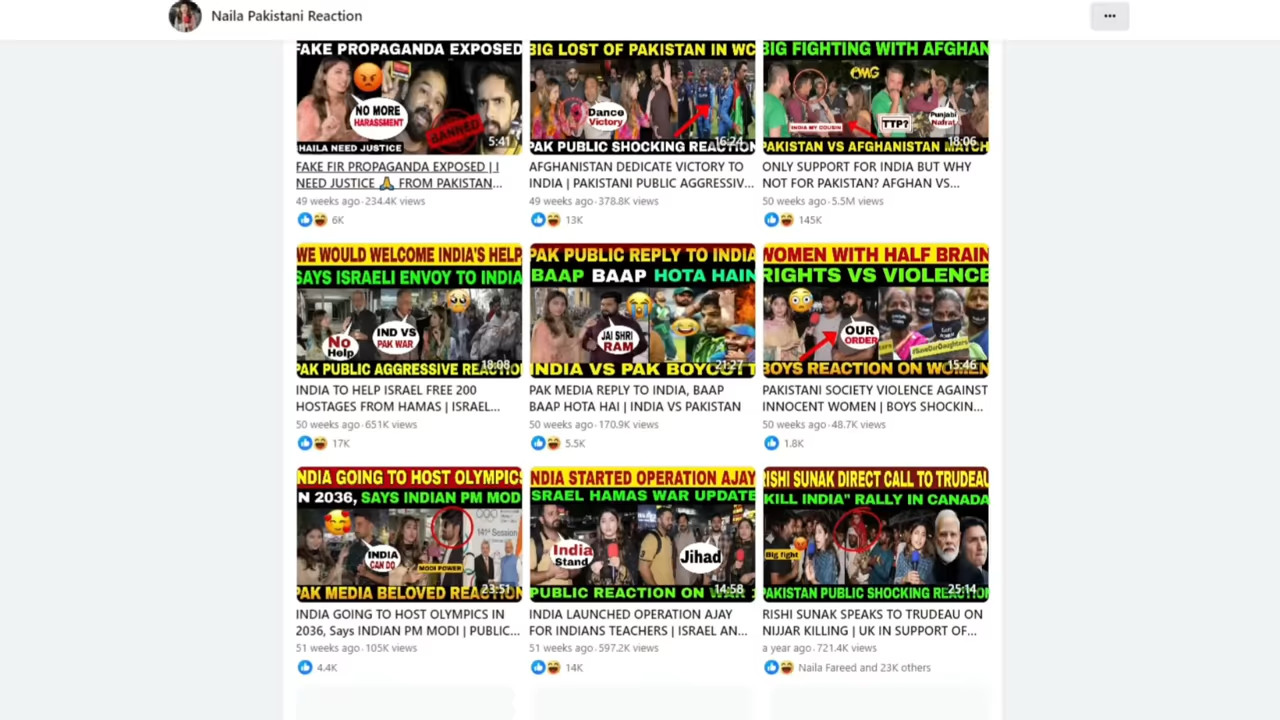 Naila Pakistani Reaction
FAKE PROPAGANDA EXPOSED
NO MORE
HARASSMENT
BANNED
HAILA NEED JUSTICE
5:41
FAKE FIR PROPAGANDA EXPOSED | I
NEED JUSTICE 🙏 FROM PAKISTAN...
49 weeks ago · 234.4K views
6K
BIG LOST OF PAKISTAN IN WC
Dance
Victory
16:24
PAK PUBLIC SHOCKING REACTION
AFGHANISTAN DEDICATE VICTORY TO
INDIA | PAKISTANI PUBLIC AGGRESSIV...
49 weeks ago · 378.8K views
13K
BIG FIGHTING WITH AFGHAN
OMG
INDIA MY COUSIN
TTP?
Punjabi
Nafrat
18:06
PAKISTAN VS AFGHANISTAN MATCH
ONLY SUPPORT FOR INDIA BUT WHY
NOT FOR PAKISTAN? AFGHAN VS...
50 weeks ago · 5.5M views
145K
WE WOULD WELCOME INDIA'S HELP
SAYS ISRAELI ENVOY TO INDIA
No
Help
IND VS
PAK WAR
18:08
PAK PUBLIC AGGRESSIVE REACTIO
INDIA TO HELP ISRAEL FREE 200
HOSTAGES FROM HAMAS | ISRAEL...
50 weeks ago · 651K views
17K
PAK PUBLIC REPLY TO INDIA
BAAP BAAP HOTA HAIN
JAI SHRI
RAM
21:27
INDIA VS PAK BOYCOTT
PAK MEDIA REPLY TO INDIA, BAAP
BAAP HOTA HAI | INDIA VS PAKISTAN
50 weeks ago · 170.9K views
5.5K
WOMEN WITH HALF BRAIN
RIGHTS VS VIOLENCE
OUR
ORDER
#SaveOurDaughters
15:46
BOYS REACTION ON WOMEN
PAKISTANI SOCIETY VIOLENCE AGAINST
INNOCENT WOMEN | BOYS SHOCKIN...
50 weeks ago · 48.7K views
1.8K
NDIA GOING TO HOST OLYMPICS
N 2036, SAYS INDIAN PM MOD
141st Session
INDIA
CAN DO
MODI POWER
23:51
PAK MEDIA BELOVED REACTION
INDIA GOING TO HOST OLYMPICS IN
2036, Says INDIAN PM MODI | PUBLIC...
51 weeks ago · 105K views
4.4K
NDIA STARTED OPERATION AJAY
SRAEL HAMAS WAR UPDATE
India
Stand
Jihad
14:58
PUBLIC REACTION ON WAR
INDIA LAUNCHED OPERATION AJAY
FOR INDIANS TEACHERS | ISRAEL AN...
51 weeks ago · 597.2K views
14K
RISHI SUNAK DIRECT CALL TO TRUDEAU
"KILL INDIA" RALLY IN CANADA
Big fight
25:14
PAKISTAN PUBLIC SHOCKING REACTION
RISHI SUNAK SPEAKS TO TRUDEAU ON
NIJJAR KILLING | UK IN SUPPORT OF...
a year ago · 721.4K views
Naila Fareed and 23K others